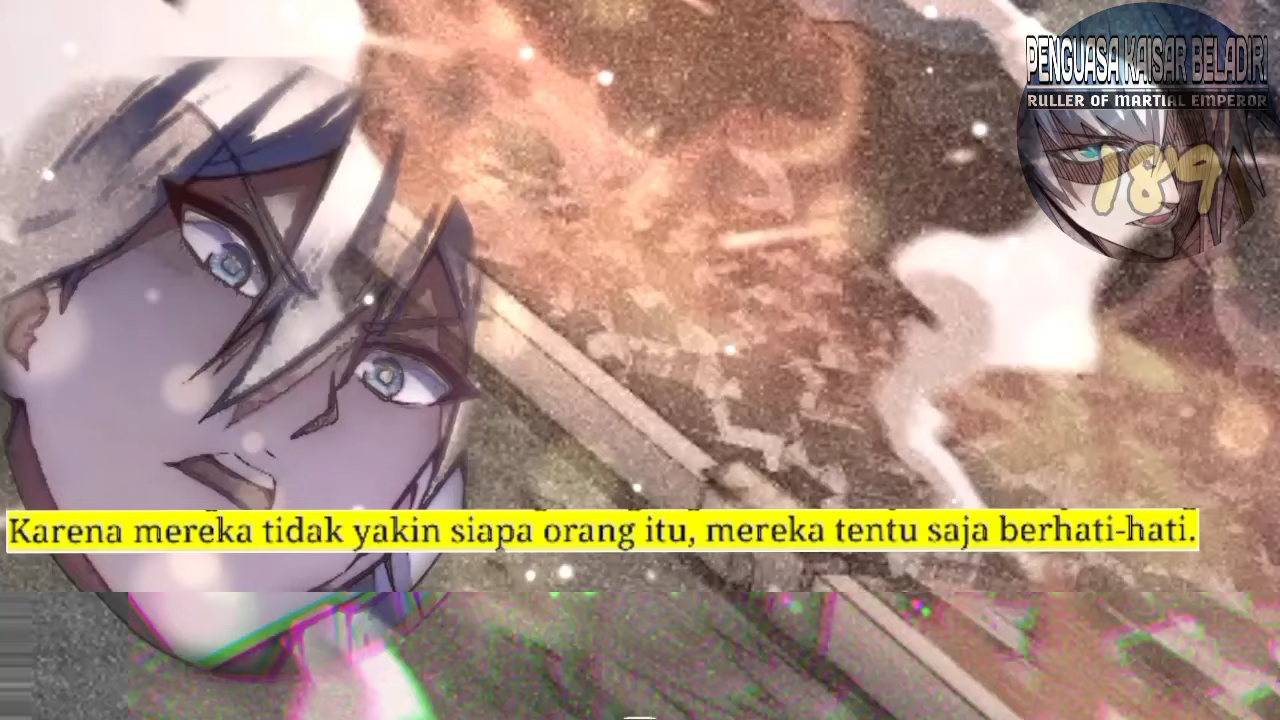 PENGUASA KAISAR BELADIRI
RULLER OF MARTIAL EMPEROR
189
Karena mereka tidak yakin siapa orang itu, mereka tentu saja berhati-hati.